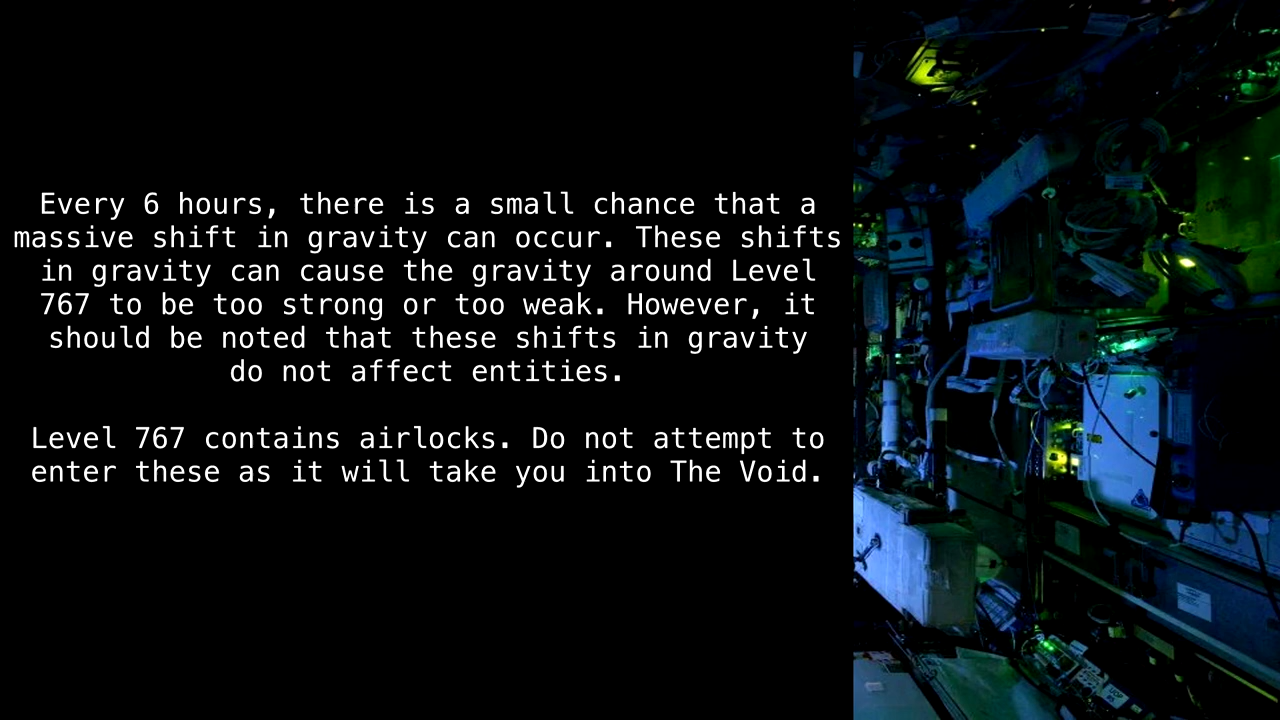 Every 6 hours, there is a small chance that a
massive shift in gravity can occur. These shifts
in gravity can cause the gravity around Level
767 to be too strong or too weak. However, it
should be noted that these shifts in gravity
do not affect entities.
Level 767 contains airlocks. Do not attempt to
enter these as it will take you into The Void.